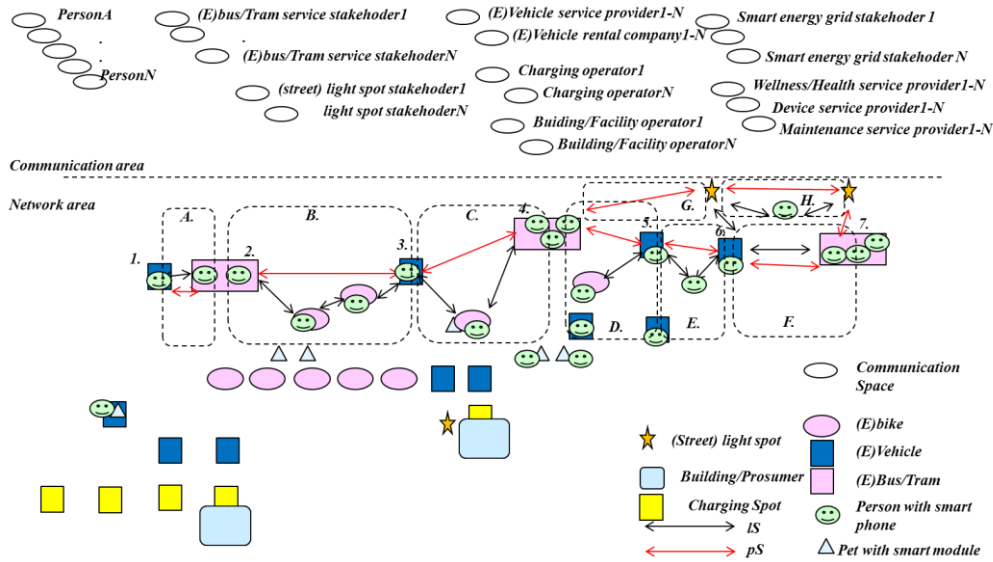 PersonA
.
.
PersonN
(E)bus/Tram service stakehoder1
.
(E)bus/Tram service stakehoderN
(street) light spot stakehoder1
light spot stakehoderN
(E)Vehicle service provider1-N
(E)Vehicle rental company1-N
Charging operator1
Charging operatorN
Buiding/Facility operator1
Building/Facility operatorN
Smart energy grid stakehoder 1
Smart energy grid stakehoder N
Wellness/Health service provider1-N
Device service provider1-N
Maintenance service provider1-N
Communication area
Network area
A.
B.
C.
D.
E.
F.
G.
H.
1.
2.
3.
4.
5.
6.
7.
(Street) light spot
Building/Prosumer
Charging Spot
lS
pS
Communication
Space
(E)bike
(E)Vehicle
(E)Bus/Tram
Person with smart
phone
Pet with smart module